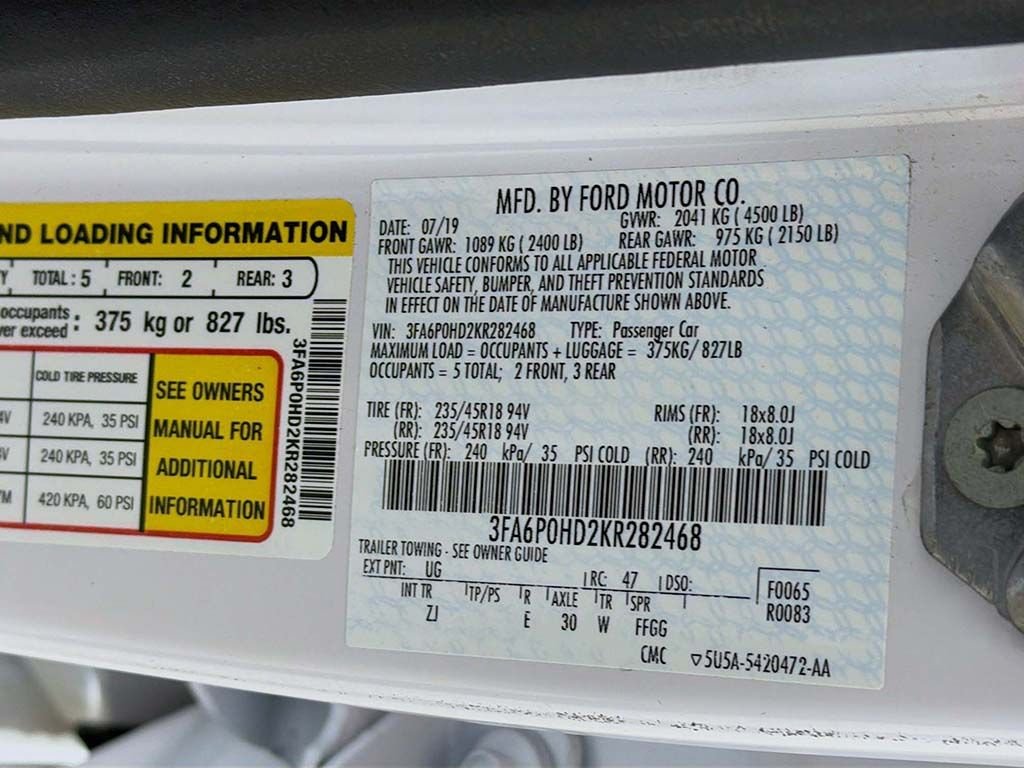 ND LOADING INFORMATION
Y TOTAL: 5 FRONT: 2 REAR: 3
occupants
ver exceed : 375 kg or 827 lbs.
COLD TIRE PRESSURE
4V 240 KPA, 35 PSI
240 KPA, 35 PSI
420 KPA, 60 PSI
SEE OWNERS
MANUAL FOR
ADDITIONAL
INFORMATION
3FA6P0HD2KR282468
MFD. BY FORD MOTOR CO.
DATE: 07/19 GVWR: 2041 KG ( 4500 LB)
FRONT GAWR: 1089 KG ( 2400 LB) REAR GAWR: 975 KG ( 2150 LB)
THIS VEHICLE CONFORMS TO ALL APPLICABLE FEDERAL MOTOR
VEHICLE SAFETY, BUMPER, AND THEFT PREVENTION STANDARDS
IN EFFECT ON THE DATE OF MANUFACTURE SHOWN ABOVE.
VIN: 3FA6P0HD2KR282468 TYPE: Passenger Car
MAXIMUM LOAD = OCCUPANTS + LUGGAGE = 375KG/ 827LB
OCCUPANTS = 5 TOTAL; 2 FRONT, 3 REAR
TIRE (FR): 235/45R18 94V RIMS (FR): 18x8.0J
(RR): 235/45R18 94V (RR): 18x8.0J
PRESSURE (FR): 240 kPa/ 35 PSI COLD (RR): 240 kPa/ 35 PSI COLD
3FA6P0HD2KR282468
TRAILER TOWING - SEE OWNER GUIDE
EXT PNT: UG RC: 47 DSO: F0065
INT TR TP/PS R AXLE TR SPR R0083
ZJ E 30 W FFGG
CMC ▽5U5A-5420472-AA